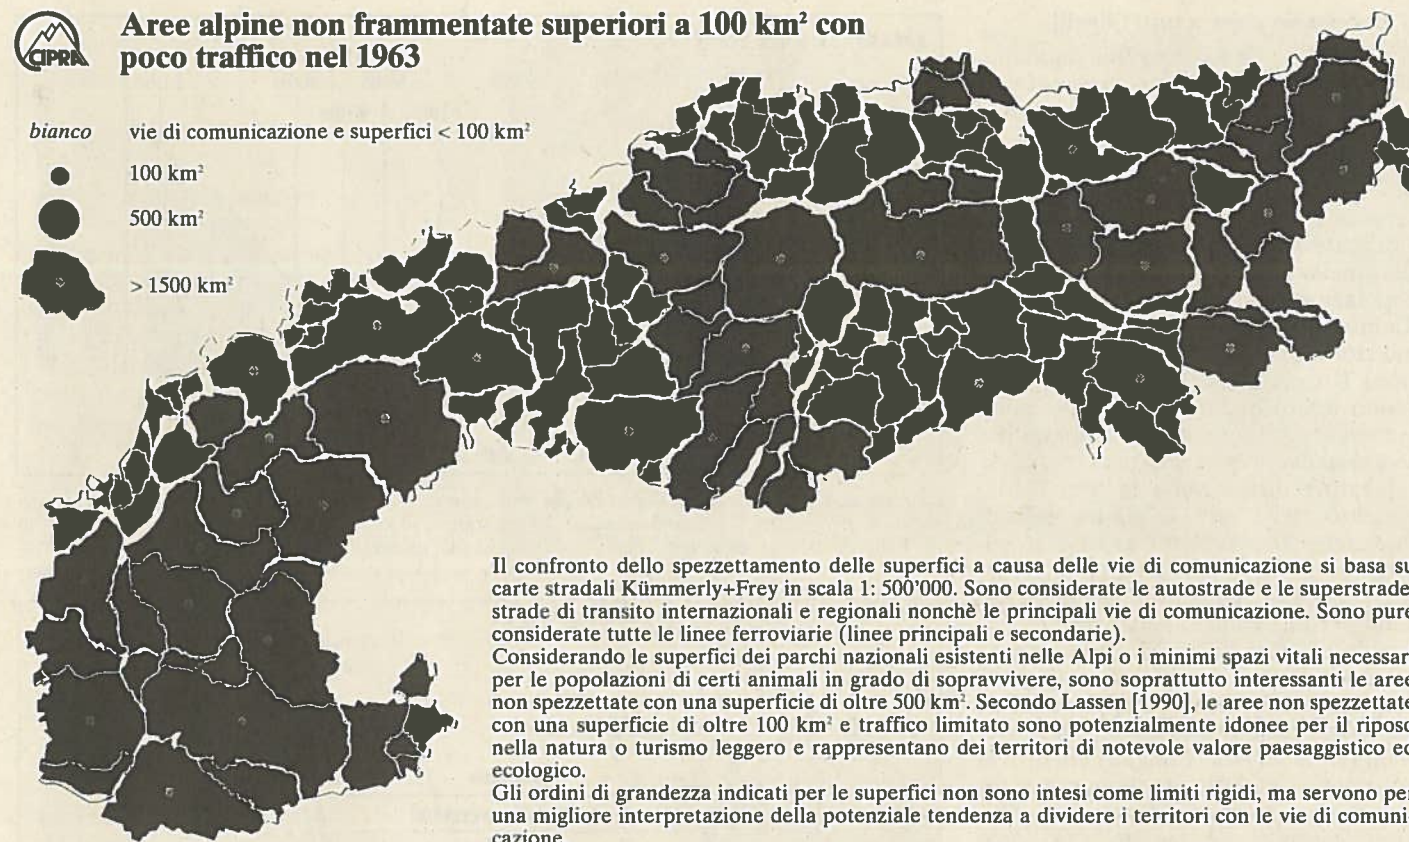 CIPRA
Aree alpine non frammentate superiori a 100 km² con
poco traffico nel 1963
bianco vie di comunicazione e superfici < 100 km²
100 km²
500 km²
> 1500 km²
Il confronto dello spezzettamento delle superfici a causa delle vie di comunicazione si basa su
carte stradali Kümmerly+Frey in scala 1: 500'000. Sono considerate le autostrade e le superstrade,
strade di transito internazionali e regionali nonchè le principali vie di comunicazione. Sono pure
considerate tutte le linee ferroviarie (linee principali e secondarie).
Considerando le superfici dei parchi nazionali esistenti nelle Alpi o i minimi spazi vitali necessari
per le popolazioni di certi animali in grado di sopravvivere, sono soprattutto interessanti le aree
non spezzettate con una superficie di oltre 500 km². Secondo Lassen [1990], le aree non spezzettate
con una superficie di oltre 100 km² e traffico limitato sono potenzialmente idonee per il riposo
nella natura o turismo leggero e rappresentano dei territori di notevole valore paesaggistico ed
ecologico.
Gli ordini di grandezza indicati per le superfici non sono intesi come limiti rigidi, ma servono per
una migliore interpretazione della potenziale tendenza a dividere i territori con le vie di comuni-
cazione.